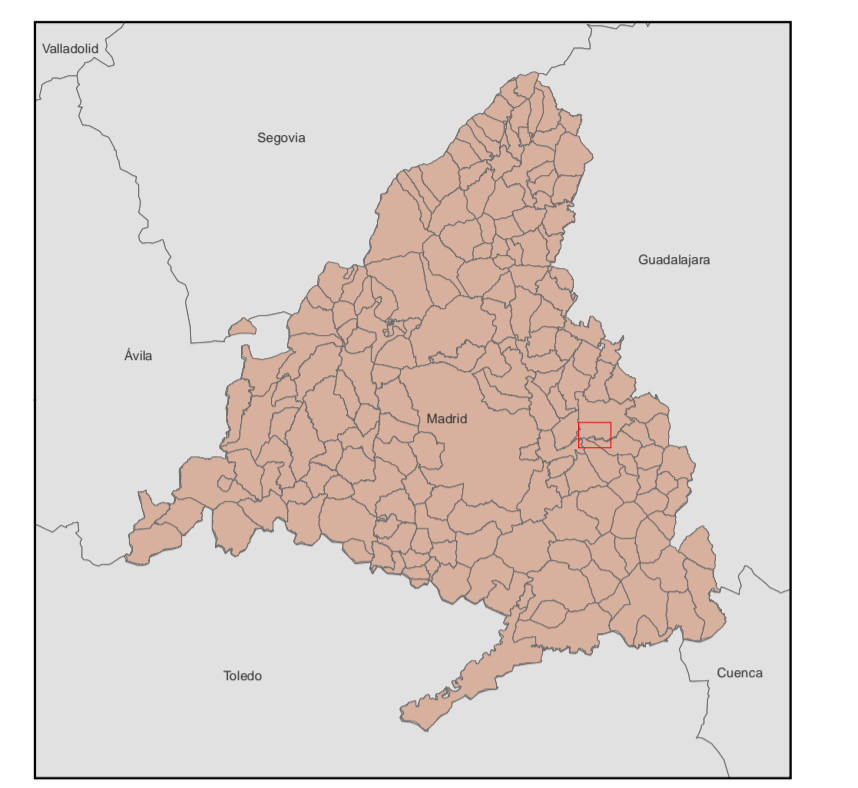 Valladolid
Segovia
Guadalajara
Ávila
Madrid
Toledo
Cuenca